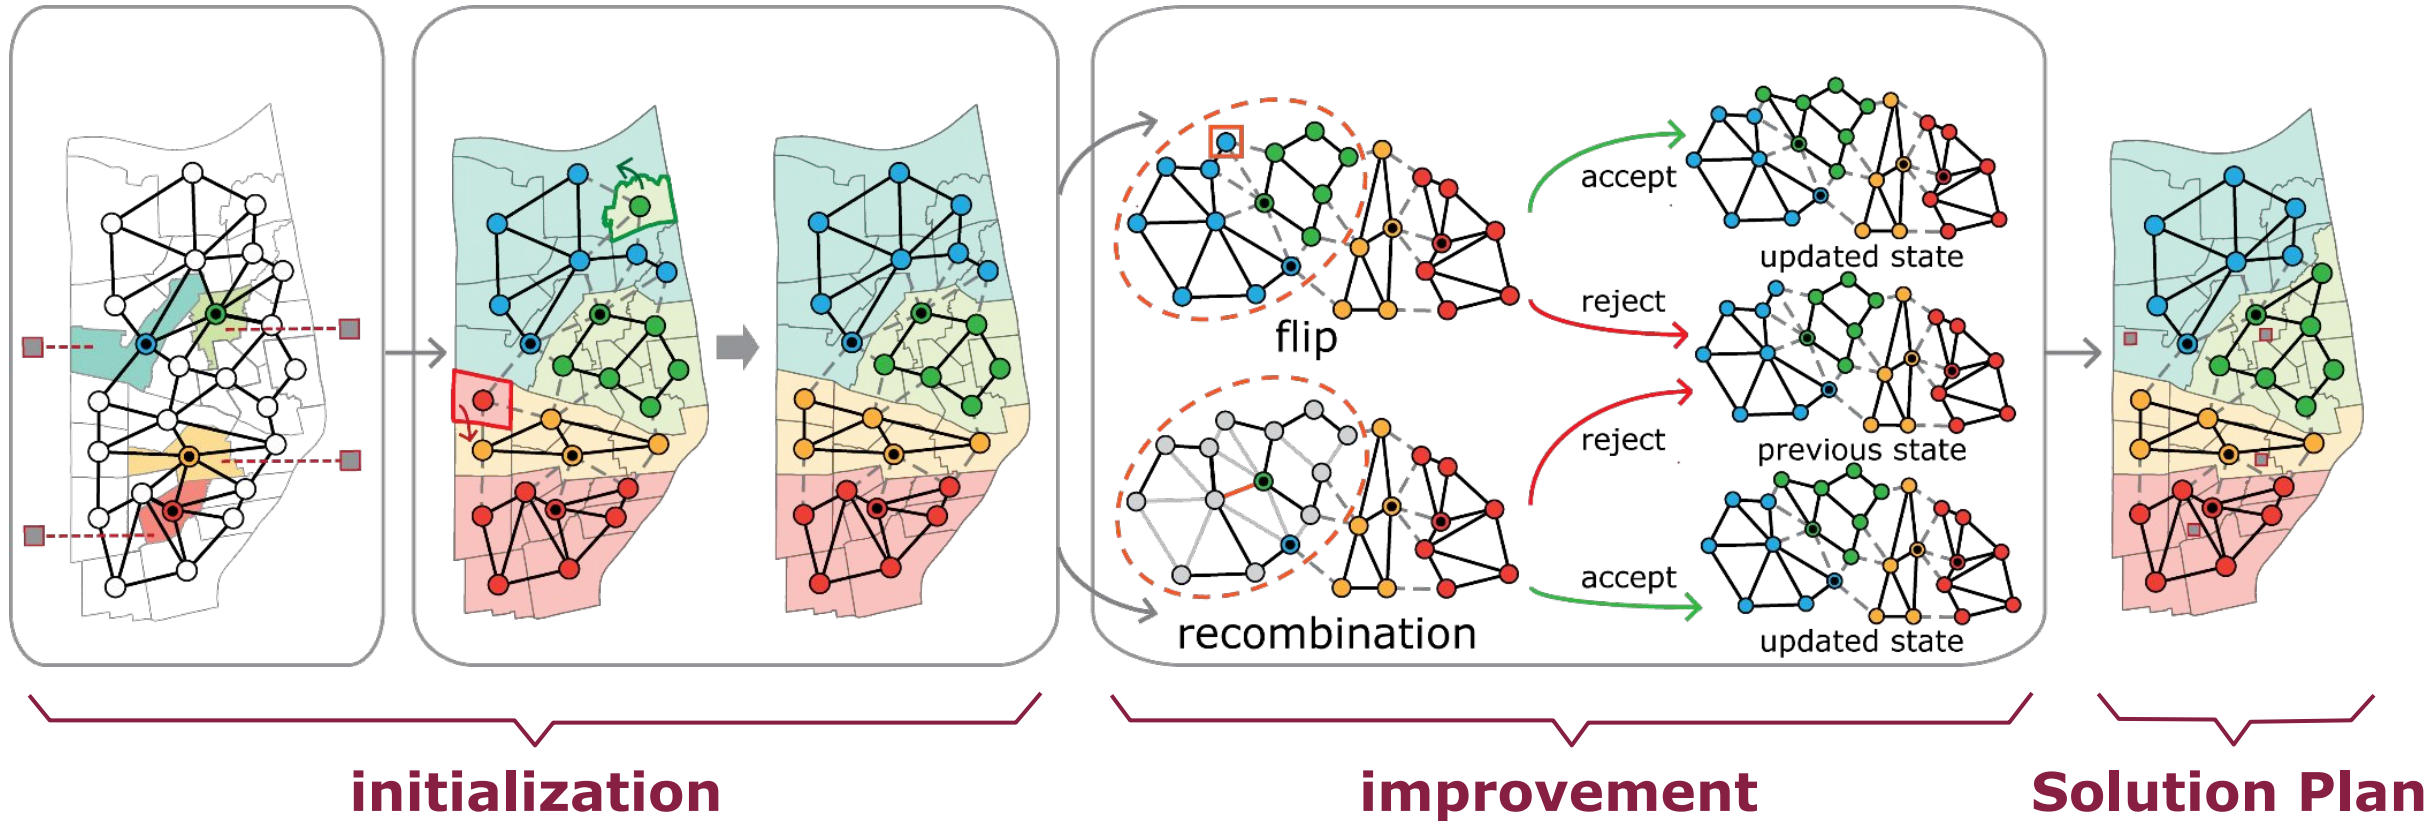 flip
recombination
accept
updated state
reject
reject
previous state
accept
updated state
initialization
improvement
Solution Plan